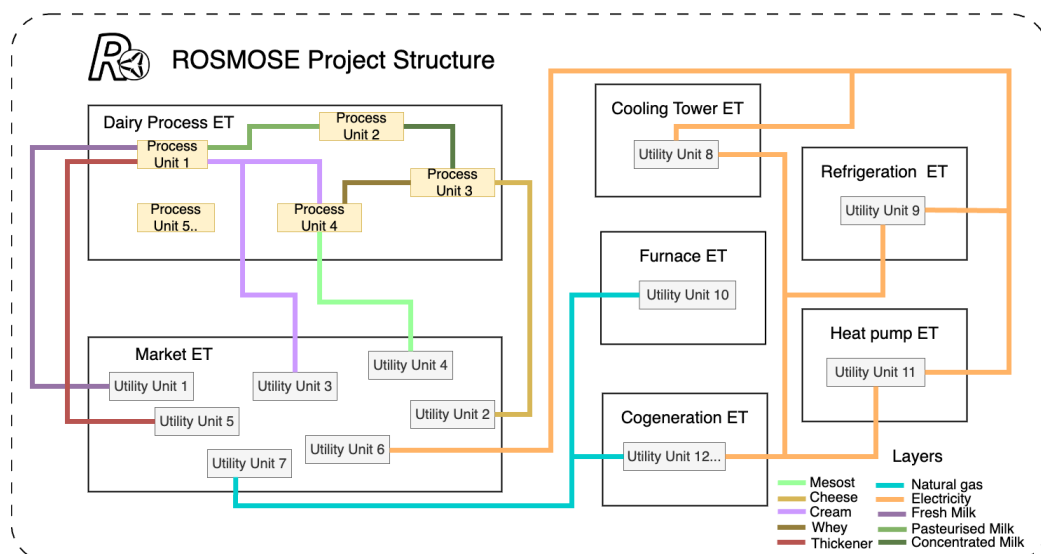 R
ROSMOSE Project Structure
Dairy Process ET
Process
Unit 1
Process
Unit 2
Process
Unit 3
Process
Unit 4
Process
Unit 5..
Market ET
Utility Unit 1
Utility Unit 3
Utility Unit 4
Utility Unit 5
Utility Unit 2
Utility Unit 6
Utility Unit 7
Cooling Tower ET
Utility Unit 8
Refrigeration ET
Utility Unit 9
Furnace ET
Utility Unit 10
Heat pump ET
Utility Unit 11
Cogeneration ET
Utility Unit 12...
Layers
Mesost
Cheese
Cream
Whey
Thickener
Natural gas
Electricity
Fresh Milk
Pasteurised Milk
Concentrated Milk